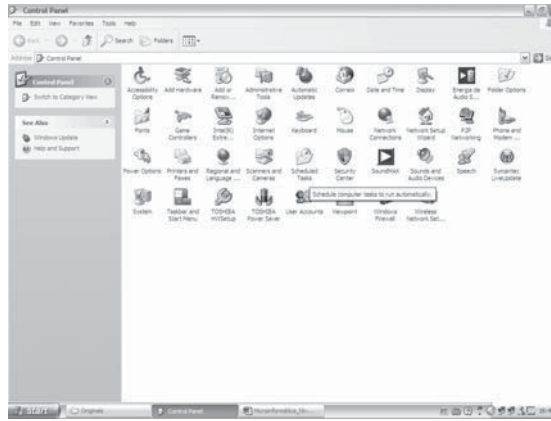 Control Panel
File Edit View Favorites Tools Help
Back Search Folders
Address Control Panel
Control Panel
Switch to Category View
See Also
Windows Update
Help and Support
Accessibility Options
Add Hardware
Add or Remov...
Administrative Tools
Automatic Updates
Correo
Date and Time
Display
Energía de Audio S...
Folder Options
Fonts
Game Controllers
Intel(R) Extre...
Internet Options
Keyboard
Mouse
Network Connections
Network Setup Wizard
P2P Networking
Phone and Modem ...
Power Options
Printers and Faxes
Regional and Language ...
Scanners and Cameras
Scheduled Tasks
Security Center
SoundMAX
Sounds and Audio Devices
Speech
Symantec LiveUpdate
Schedule computer tasks to run automatically.
System
Taskbar and Start Menu
TOSHIBA HWSetup
TOSHIBA Power Saver
User Accounts
Viewpoint
Windows Firewall
Wireless Network Set...
start
Originals
Control Panel